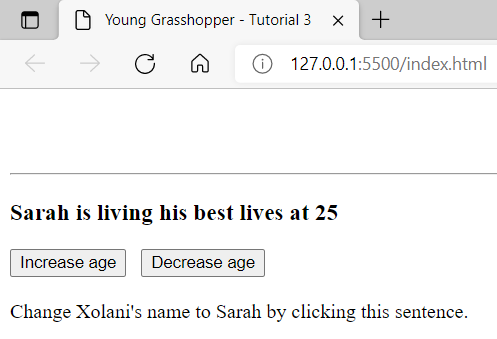 Young Grasshopper - Tutorial 3
127.0.0.1:5500/index.html
Sarah is living his best lives at 25
Increase age Decrease age
Change Xolani's name to Sarah by clicking this sentence.